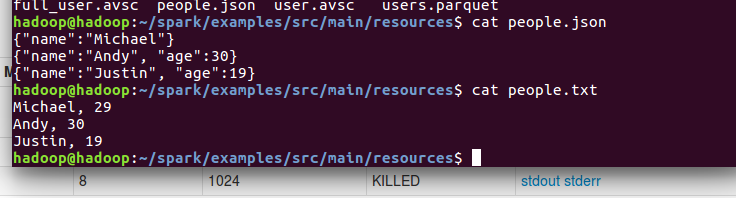 full_user.avsc  people.json  user.avsc   users.parquet
hadoop@hadoop:~/spark/examples/src/main/resources$ cat people.json
{"name":"Michael"}
{"name":"Andy", "age":30}
{"name":"Justin", "age":19}
hadoop@hadoop:~/spark/examples/src/main/resources$ cat people.txt
Michael, 29
Andy, 30
Justin, 19
hadoop@hadoop:~/spark/examples/src/main/resources$
8 1024 KILLED stdout stderr